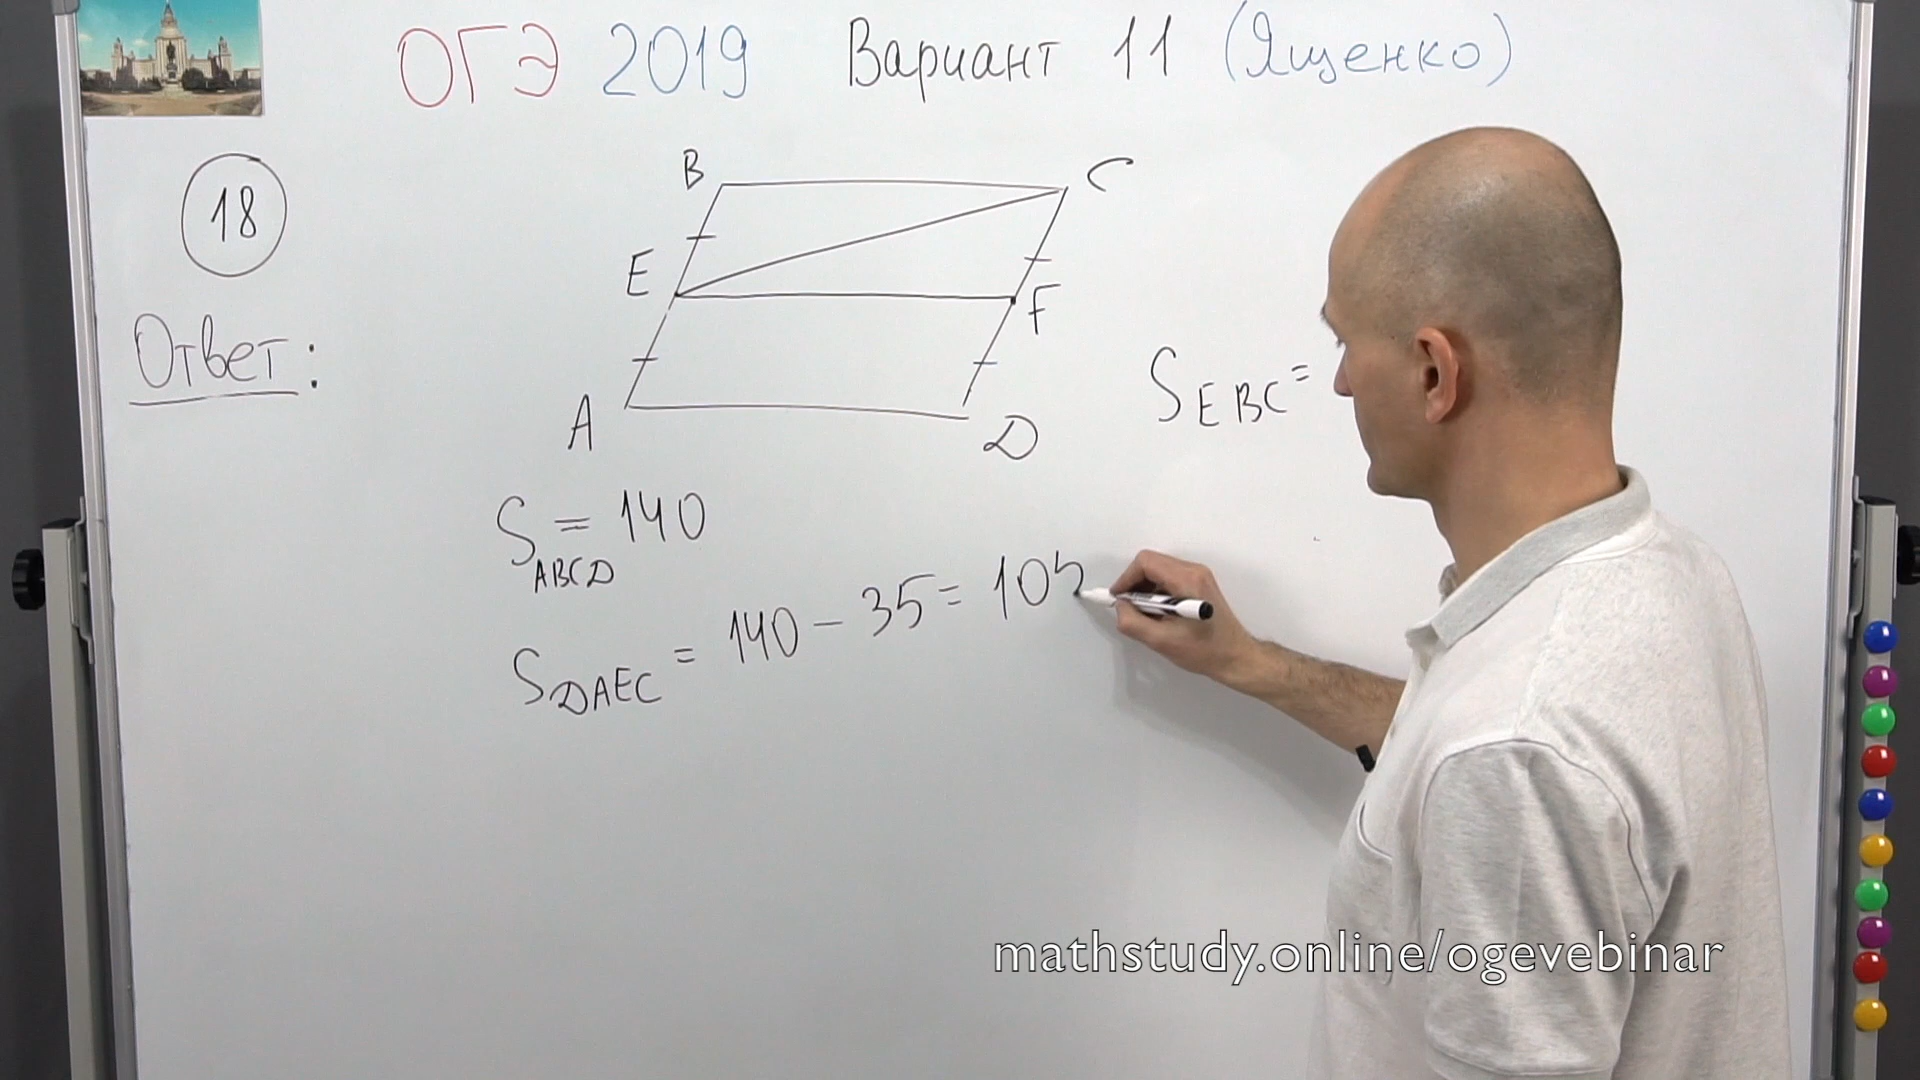 ОГЭ 2019 Вариант 11 (Ященко)
18
Ответ:
B
C
E
F
A
D
S EBC =
S ABCD = 140
S DAEC = 140 - 35 = 105
mathstudy.online/ogevebinar